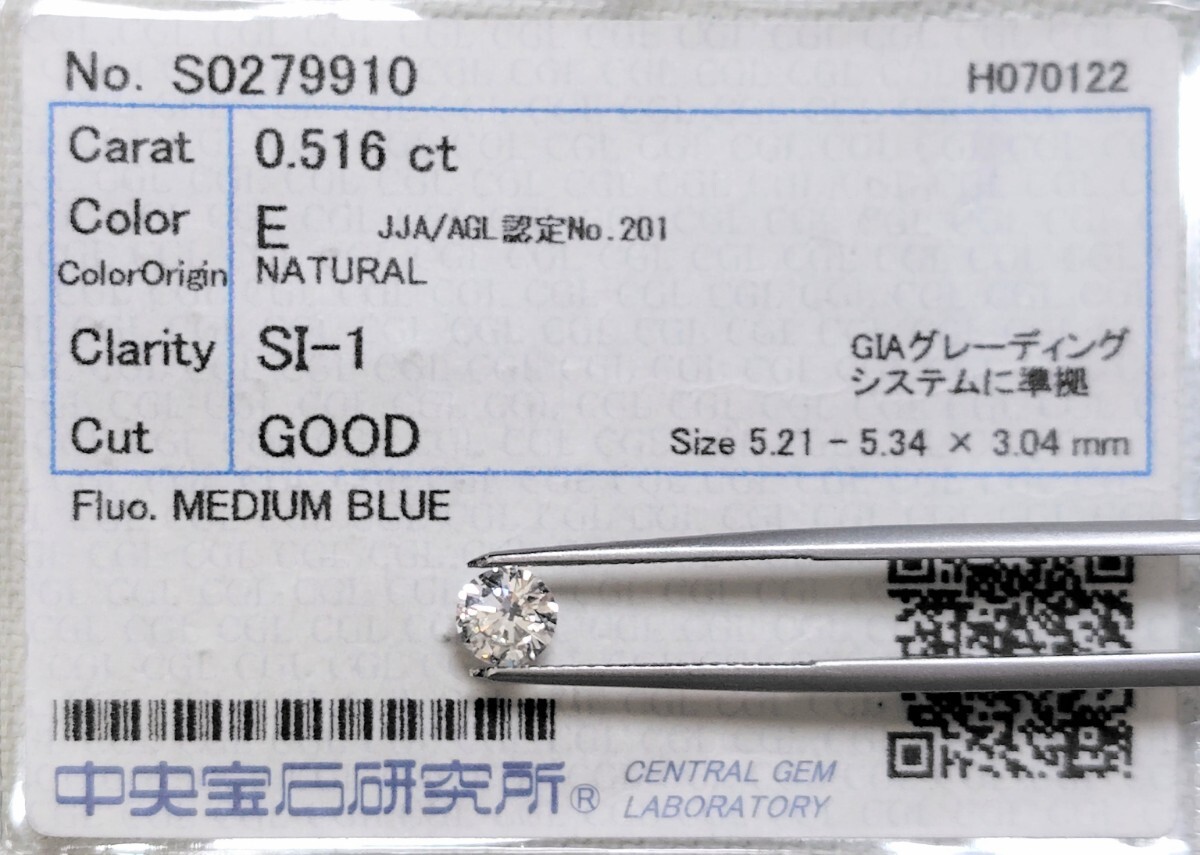 No. S0279910 H070122
Carat 0.516 ct
Color E JJA/AGL認定No.201
ColorOrigin NATURAL
Clarity SI-1 GIAグレーディング
システムに準拠
Cut GOOD Size 5.21 - 5.34 × 3.04 mm
Fluo. MEDIUM BLUE
中央宝石研究所® CENTRAL GEM
LABORATORY